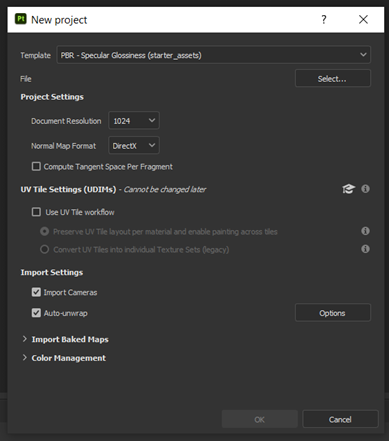 Pt New project ?
Template PBR - Specular Glossiness (starter_assets)
File Select...
Project Settings
Document Resolution 1024
Normal Map Format DirectX
Compute Tangent Space Per Fragment
UV Tile Settings (UDIMs) - Cannot be changed later
Use UV Tile workflow
Preserve UV Tile layout per material and enable painting across tiles
Convert UV Tiles into individual Texture Sets (legacy)
Import Settings
Import Cameras
Auto-unwrap Options
Import Baked Maps
Color Management
OK Cancel